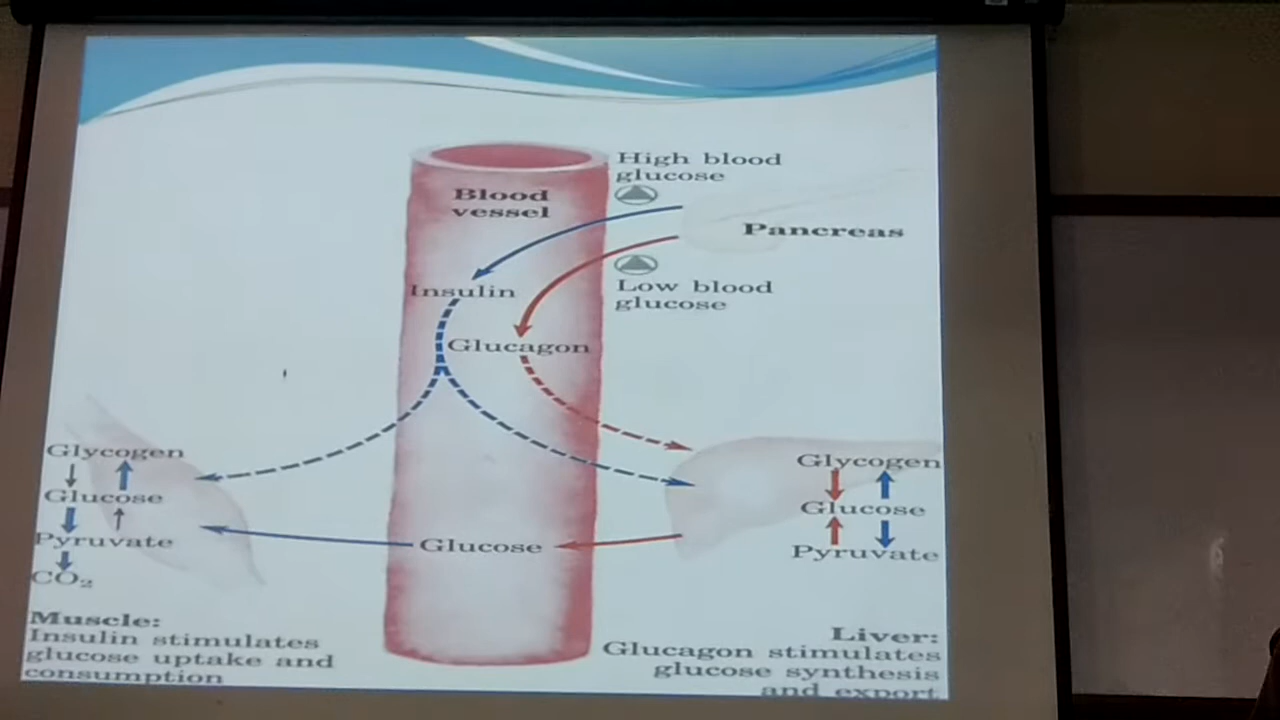 High blood
glucose
Blood
vessel
Pancreas
Insulin
Low blood
glucose
Glucagon
Glycogen
Glucose
Pyruvate
CO₂
Glycogen
Glucose
Pyruvate
Glucose
Muscle:
Insulin stimulates
glucose uptake and
consumption
Liver:
Glucagon stimulates
glucose synthesis
and export